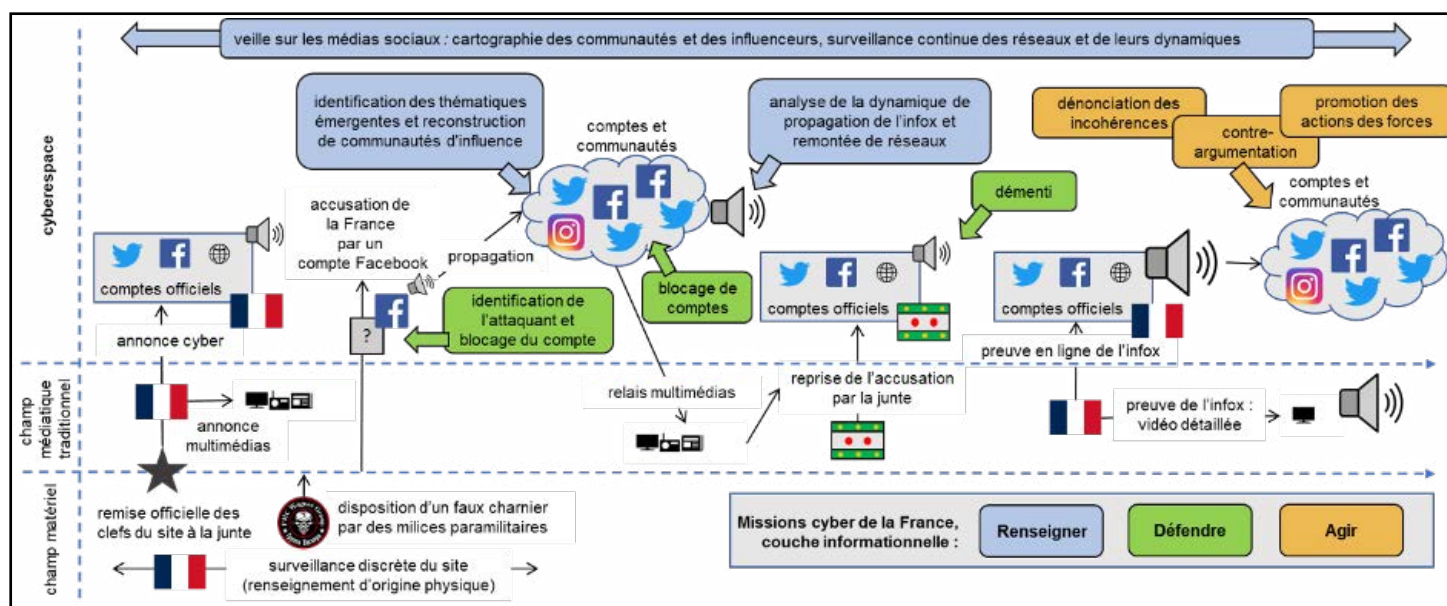 veille sur les médias sociaux : cartographie des communautés et des influenceurs, surveillance continue des réseaux et de leurs dynamiques
cyberespace
identification des thématiques
émergentes et reconstruction
de communautés d'influence
comptes et
communautés
analyse de la dynamique de
propagation de l'infox et
remontée de réseaux
dénonciation des
incohérences
contre-
argumentation
promotion des
actions des forces
comptes officiels
annonce cyber
accusation de
la France
par un
compte Facebook
propagation
?
identification de
l'attaquant et
blocage du compte
blocage de
comptes
démenti
comptes officiels
comptes officiels
preuve en ligne de l'infox
comptes et
communautés
champ
médiatique
traditionnel
annonce
multimédias
relais multimédias
reprise de l'accusation
par la junte
preuve de l'infox :
vidéo détaillée
champ matériel
remise officielle des
clefs du site à la junte
disposition d'un faux charnier
par des milices paramilitaires
surveillance discrète du site
(renseignement d'origine physique)
Missions cyber de la France,
couche informationnelle :
Renseigner
Défendre
Agir